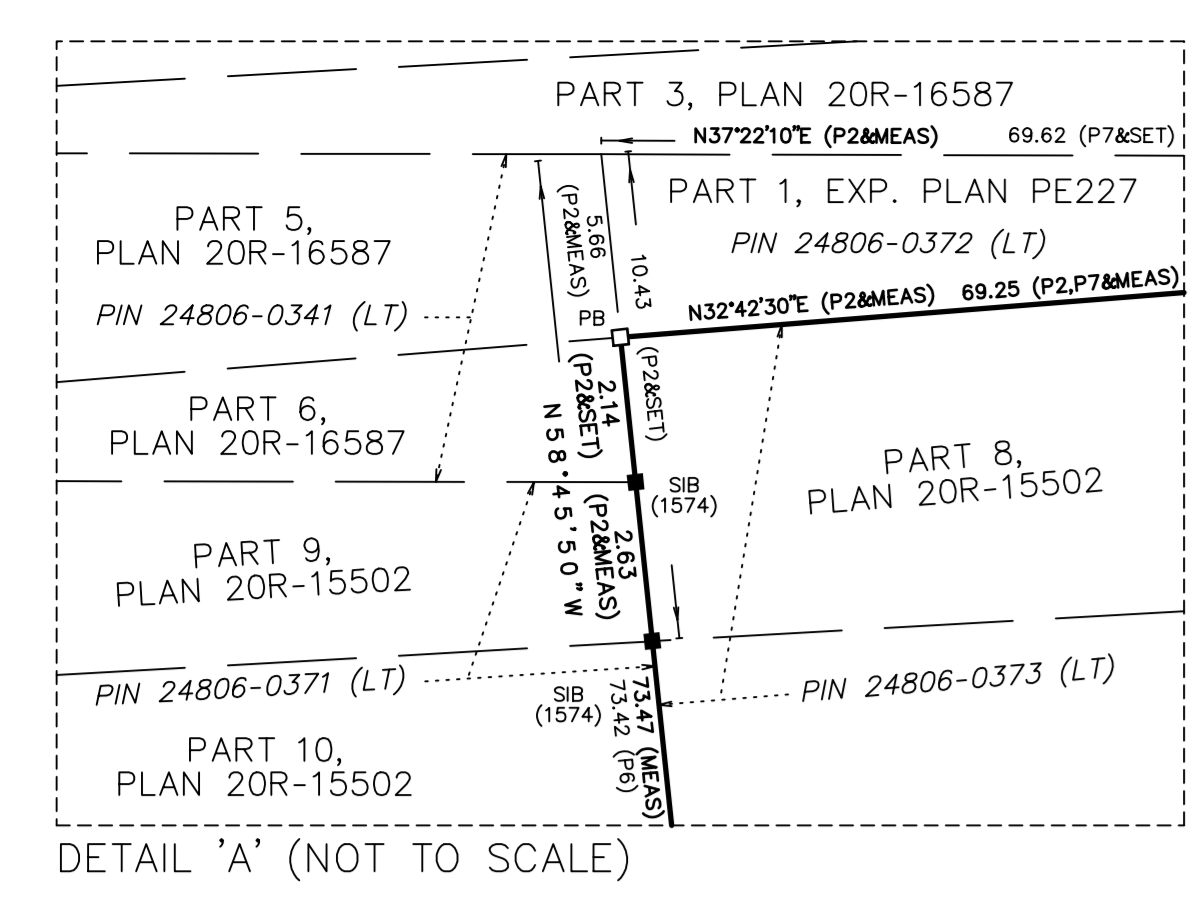 PART 3, PLAN 20R-16587
N37°22'10"E (P2&MEAS) 69.62 (P7&SET)
PART 5,
PLAN 20R-16587
PIN 24806-0341 (LT)
5.66
(P2&MEAS)
10.43
(P2&SET)
PART 1, EXP. PLAN PE227
PIN 24806-0372 (LT)
N32°42'30"E (P2&MEAS) 69.25 (P2,P7&MEAS)
PB
PART 6,
PLAN 20R-16587
2.14
(P2&SET)
N58°45'50"W
SIB
(1574)
PART 8,
PLAN 20R-15502
PART 9,
PLAN 20R-15502
2.63
(P2&MEAS)
PIN 24806-0371 (LT)
SIB
(1574)
73.47 (MEAS)
73.42 (P6)
PIN 24806-0373 (LT)
PART 10,
PLAN 20R-15502
DETAIL 'A' (NOT TO SCALE)